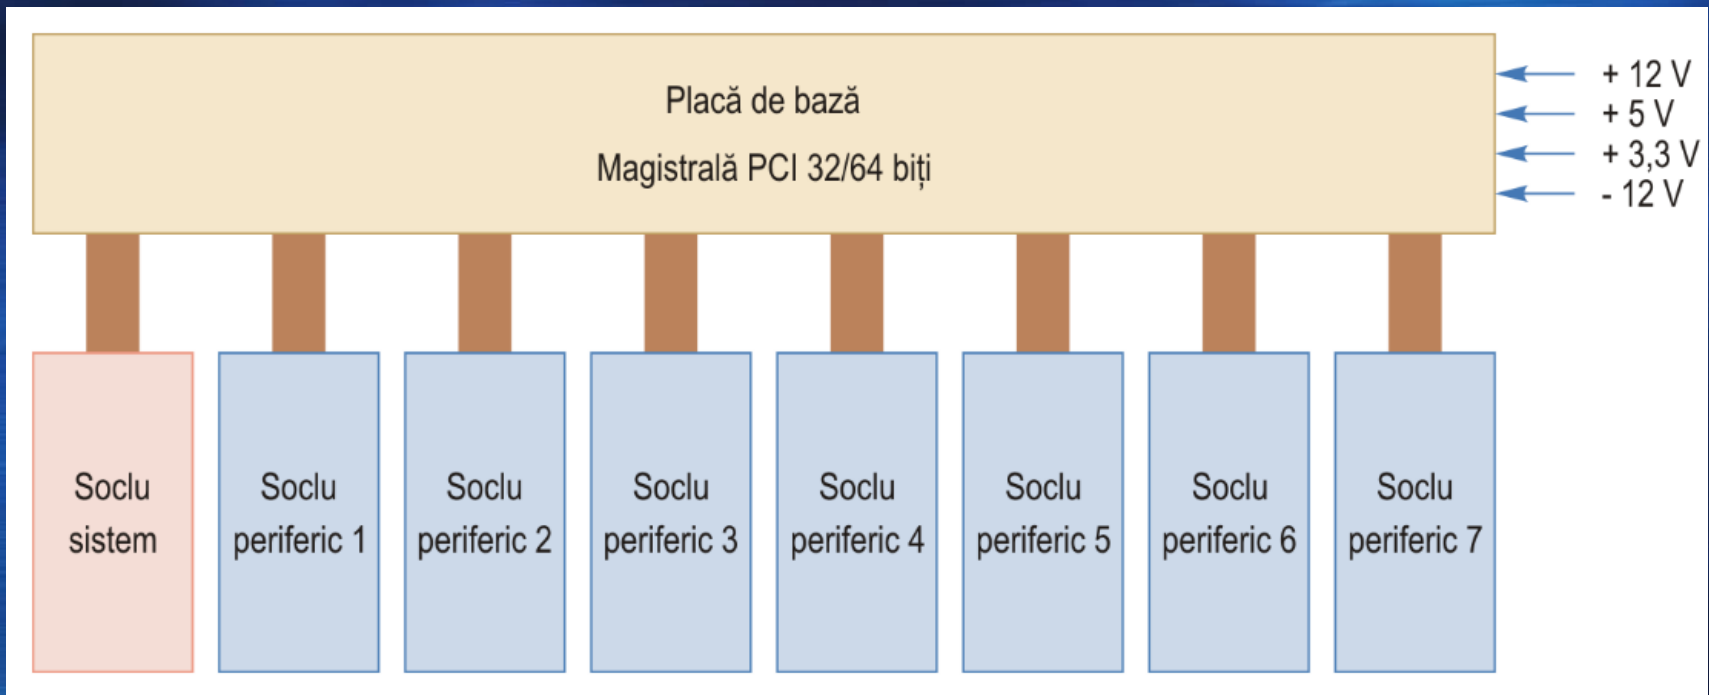 Placă de bază
Magistrală PCI 32/64 biți
+ 12 V
+ 5 V
+ 3,3 V
- 12 V
Soclu
sistem
Soclu
periferic 1
Soclu
periferic 2
Soclu
periferic 3
Soclu
periferic 4
Soclu
periferic 5
Soclu
periferic 6
Soclu
periferic 7